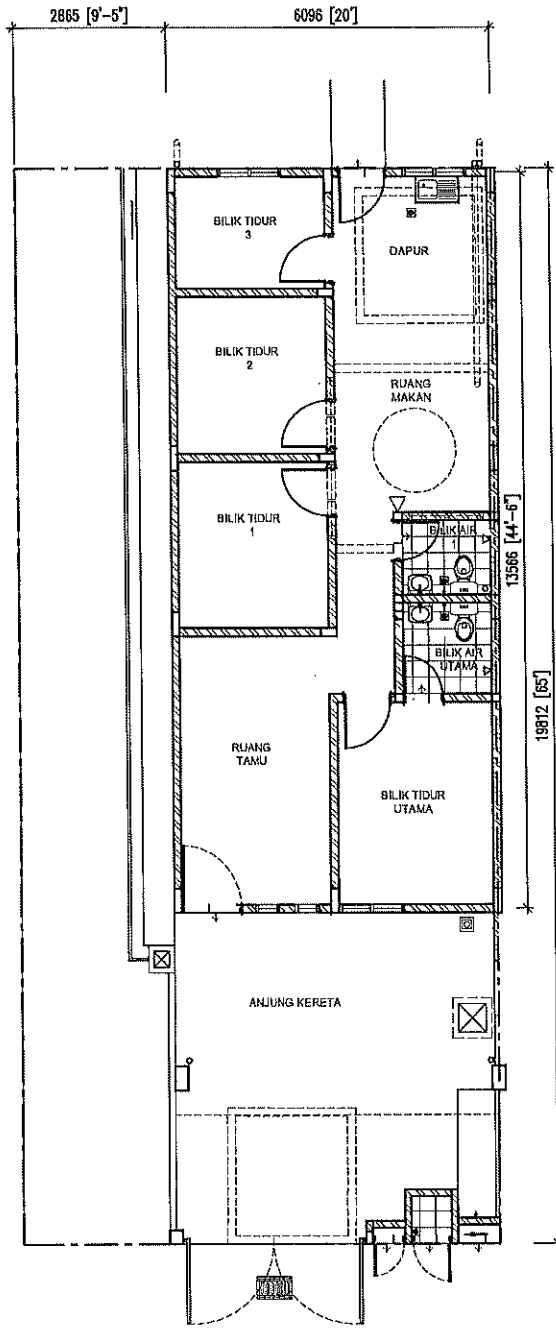 2865 [9'-5"]
6096 [20']
BILIK TIDUR
3
DAPUR
BILIK TIDUR
2
RUANG
MAKAN
BILIK TIDUR
1
BILIK AIR
1
13566 [44'-6"]
19812 [65']
BILIK AIR
UTAMA
RUANG
TAMU
BILIK TIDUR
UTAMA
ANJUNG KERETA